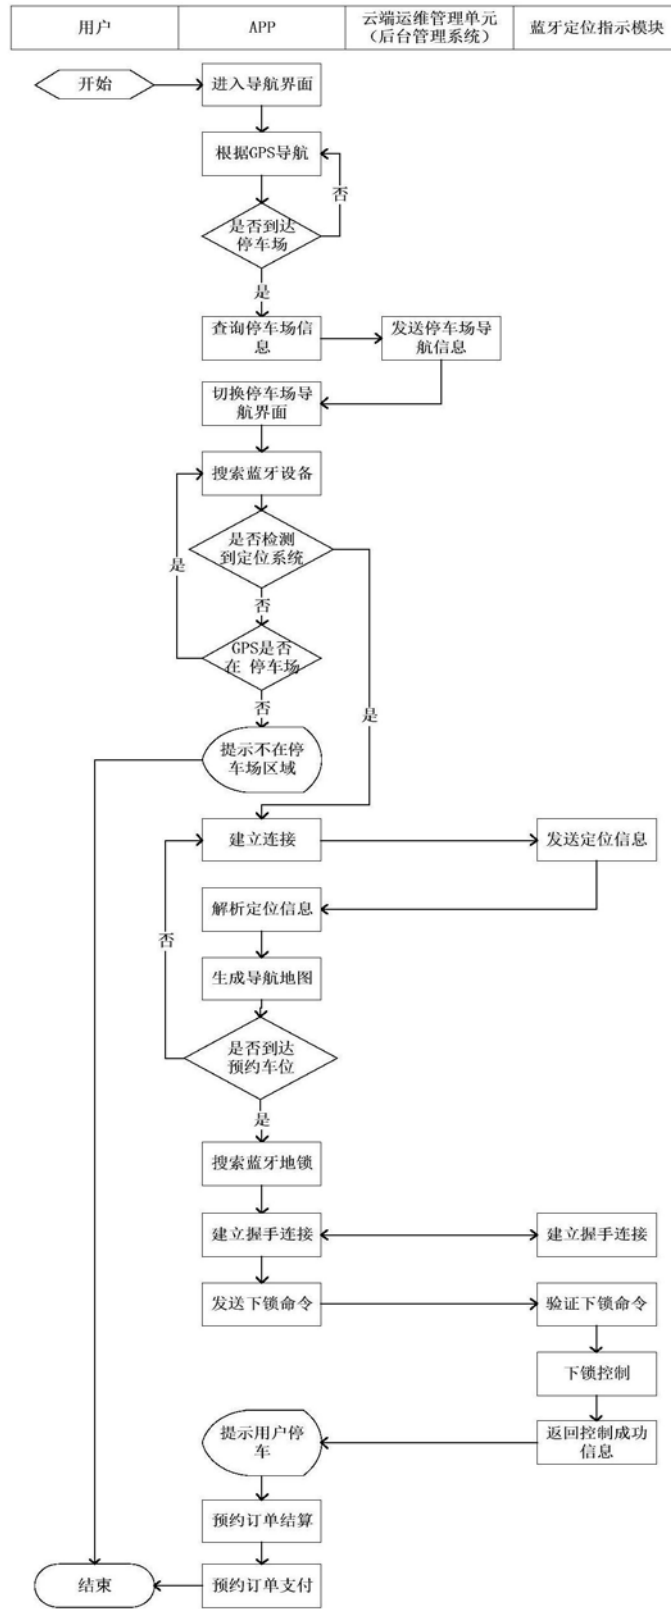 用户
APP
云端运维管理单元
（后台管理系统）
蓝牙定位指示模块
开始
进入导航界面
根据GPS导航
否
是否到达
停车场
是
查询停车场信
息
发送停车场导
航信息
切换停车场导
航界面
搜索蓝牙设备
是否检测
到定位系统
是
否
GPS是否
在 停车场
否
是
提示不在停
车场区域
建立连接
发送定位信息
解析定位信息
否
生成导航地图
是否到达
预约车位
是
搜索蓝牙地锁
建立握手连接
建立握手连接
发送下锁命令
验证下锁命令
下锁控制
提示用户停
车
返回控制成功
信息
预约订单结算
结束
预约订单支付